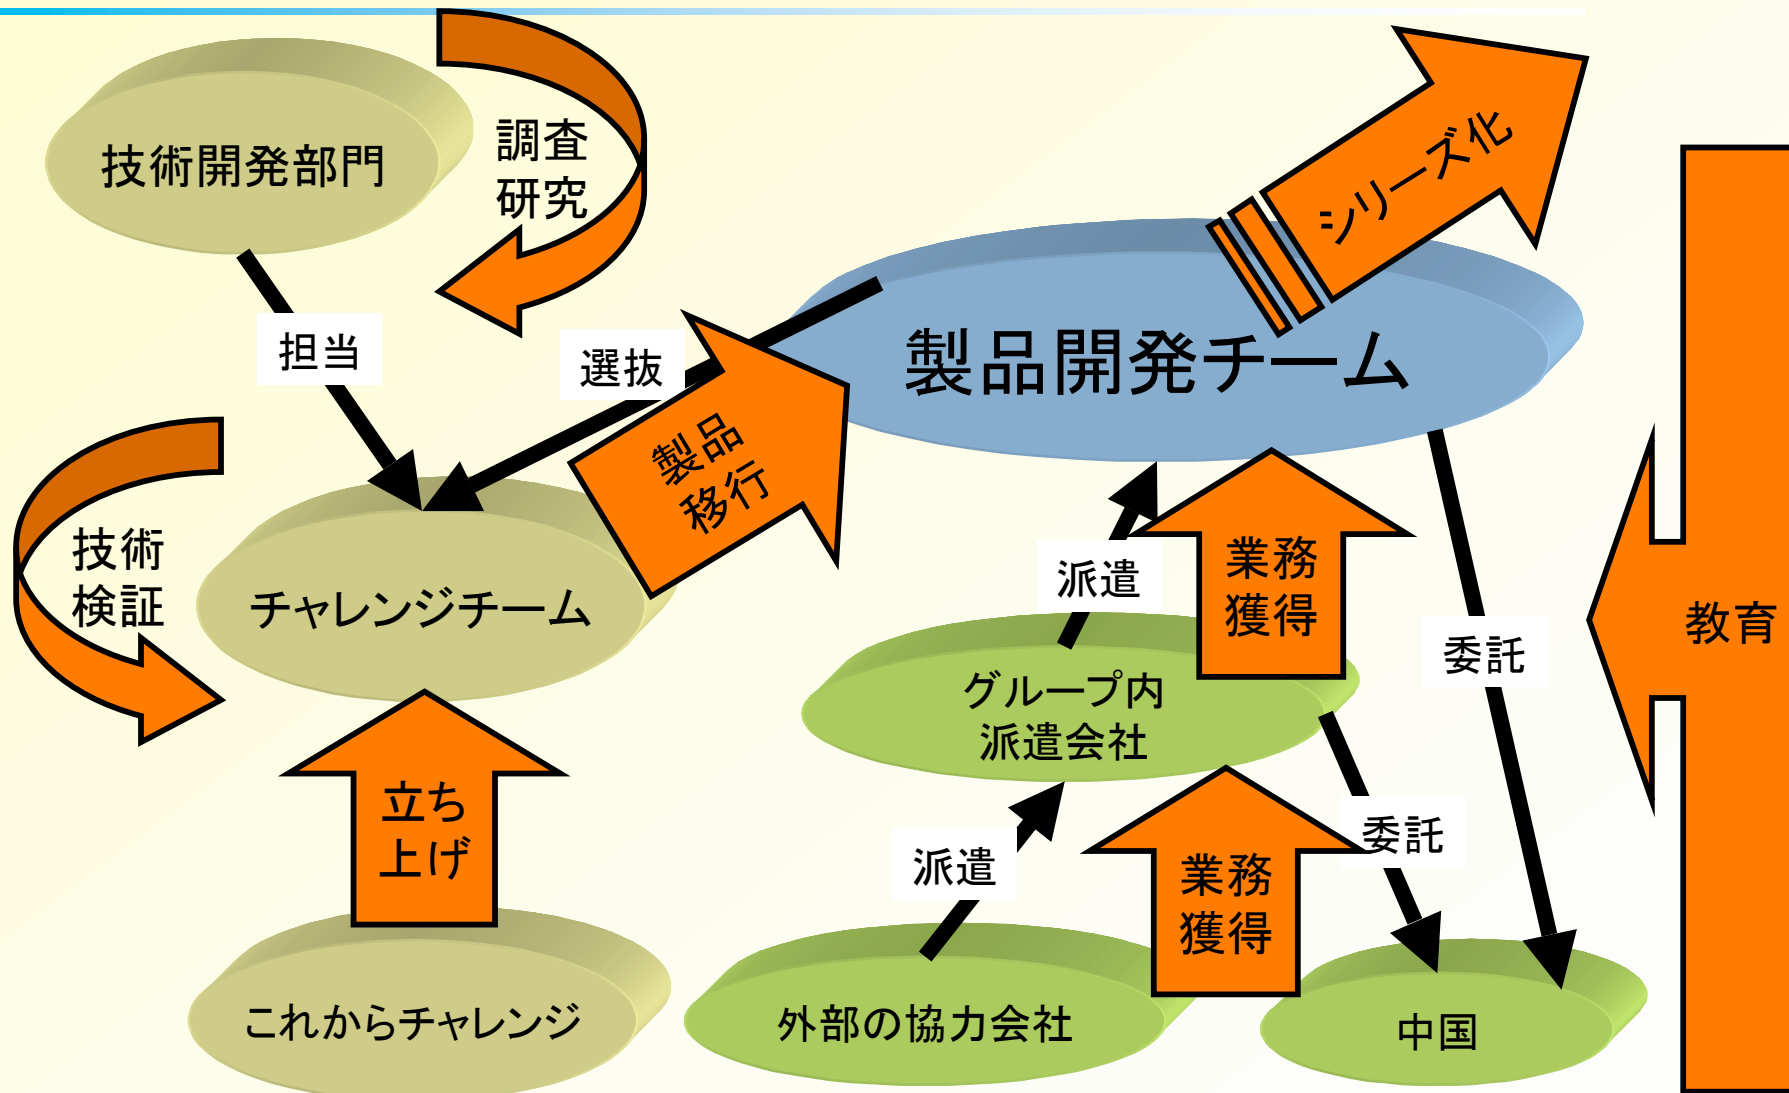 技術開発部門
調査
研究
シリーズ化
製品開発チーム
担当
選抜
製品
移行
技術
検証
チャレンジチーム
派遣
業務
獲得
教育
委託
グループ内
派遣会社
立ち
上げ
派遣
業務
獲得
委託
これからチャレンジ
外部の協力会社
中国